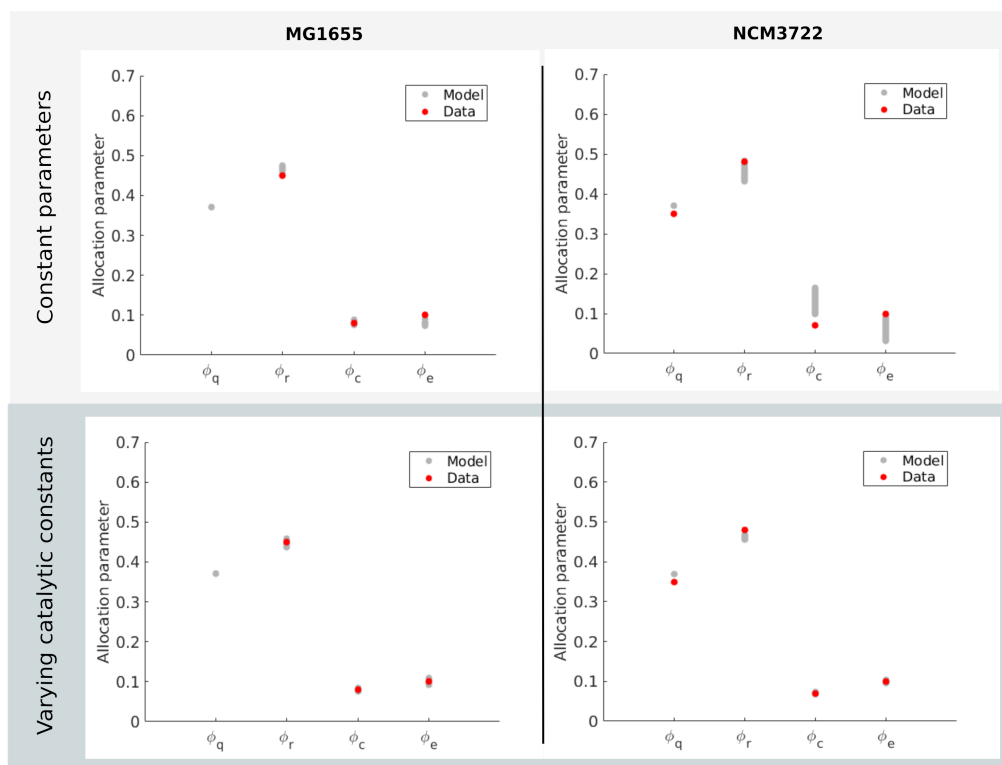 MG1655
NCM3722
Constant parameters
Allocation parameter
0.7
0.6
0.5
0.4
0.3
0.2
0.1
0
ϕq
ϕr
ϕc
ϕe
Model
Data
Allocation parameter
0.7
0.6
0.5
0.4
0.3
0.2
0.1
0
ϕq
ϕr
ϕc
ϕe
Model
Data
Varying catalytic constants
Allocation parameter
0.7
0.6
0.5
0.4
0.3
0.2
0.1
0
ϕq
ϕr
ϕc
ϕe
Model
Data
Allocation parameter
0.7
0.6
0.5
0.4
0.3
0.2
0.1
0
ϕq
ϕr
ϕc
ϕe
Model
Data